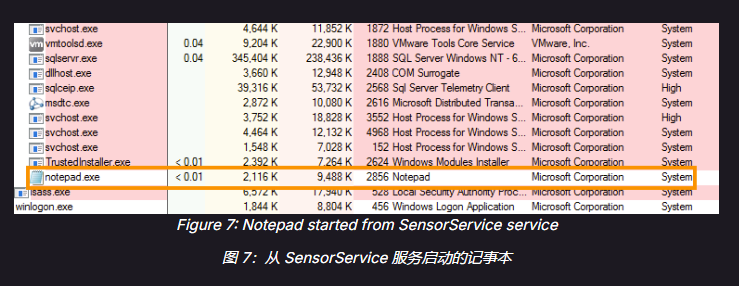 svchost.exe 4,644 K 11,852 K 1872 Host Process for Windows S... Microsoft Corporation System
vm vmtoolsd.exe 0.04 9,204 K 22,900 K 1880 VMware Tools Core Service VMware, Inc. System
sqlservr.exe 0.04 345,404 K 238,436 K 1888 SQL Server Windows NT - 6... Microsoft Corporation System
dllhost.exe 3,660 K 12,948 K 2408 COM Surrogate Microsoft Corporation System
sqlceip.exe 39,316 K 53,732 K 2568 Sql Server Telemetry Client Microsoft Corporation High
msdtc.exe 2,872 K 10,080 K 2616 Microsoft Distributed Transa... Microsoft Corporation System
svchost.exe 3,752 K 18,828 K 3552 Host Process for Windows S... Microsoft Corporation High
svchost.exe 4,464 K 12,132 K 4968 Host Process for Windows S... Microsoft Corporation System
svchost.exe 1,548 K 7,028 K 152 Host Process for Windows S... Microsoft Corporation System
TrustedInstaller.exe < 0.01 2,392 K 7,264 K 2624 Windows Modules Installer Microsoft Corporation System
notepad.exe < 0.01 2,116 K 9,488 K 2856 Notepad Microsoft Corporation System
lsass.exe 6,572 K 17,940 K 528 Local Security Authority Proc... Microsoft Corporation System
winlogon.exe 1,844 K 8,804 K 456 Windows Logon Application Microsoft Corporation System
Figure 7: Notepad started from SensorService service
图 7：从 SensorService 服务启动的记事本